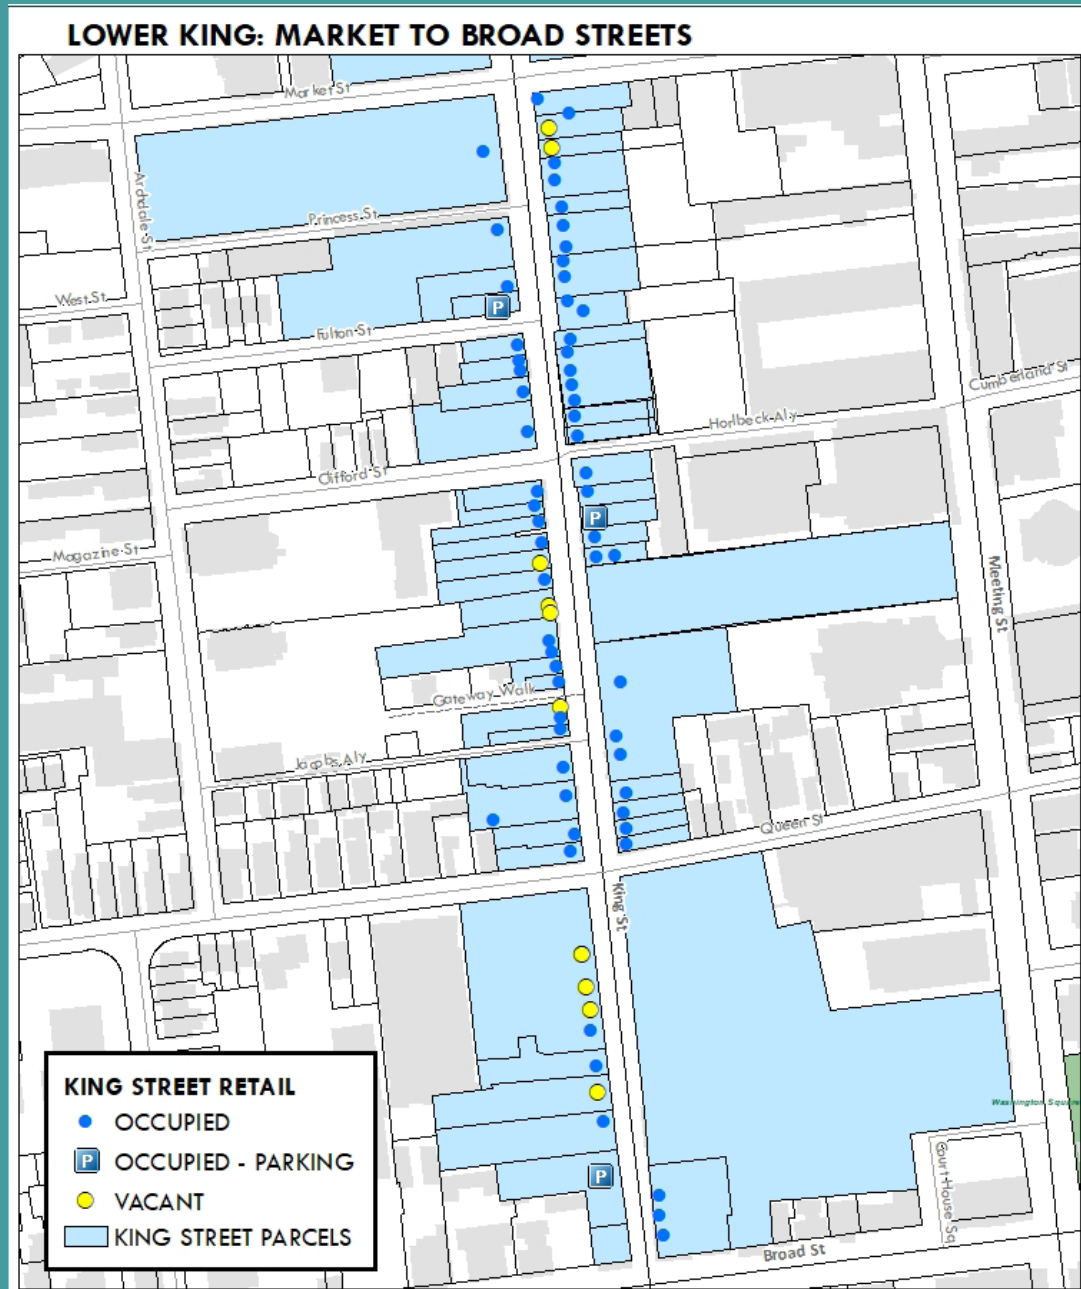 LOWER KING: MARKET TO BROAD STREETS
Market St
Archdale St
Princess St
West St
P
Fulton St
Cumberland St
Horlbeck Aly
Clifford St
P
Magazine St
Meeting St
Gateway Walk
Jacobs Aly
Queen St
King St
Washington Square
Court House Sq
P
Broad St
KING STREET RETAIL
OCCUPIED
P OCCUPIED - PARKING
VACANT
KING STREET PARCELS